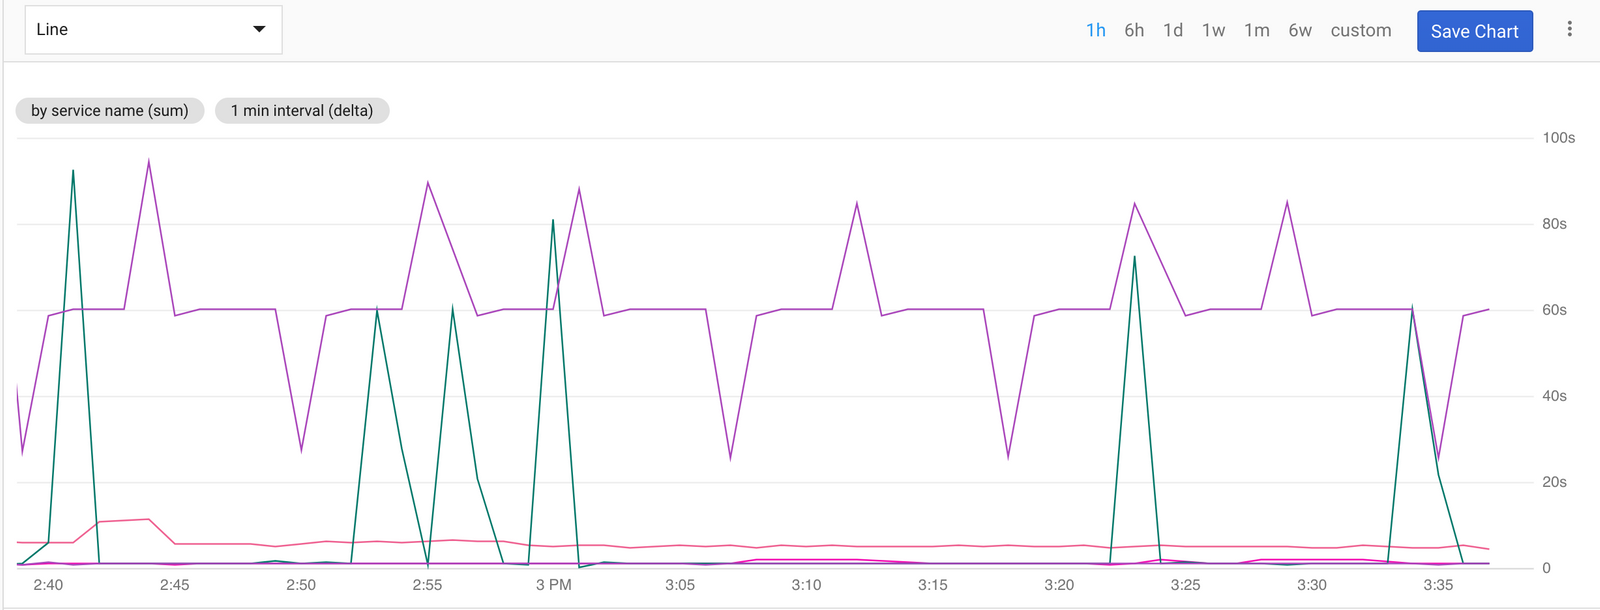 Line 1h 6h 1d 1w 1m 6w custom Save Chart
by service name (sum) 1 min interval (delta)
100s
80s
60s
40s
20s
0
2:40 2:45 2:50 2:55 3 PM 3:05 3:10 3:15 3:20 3:25 3:30 3:35